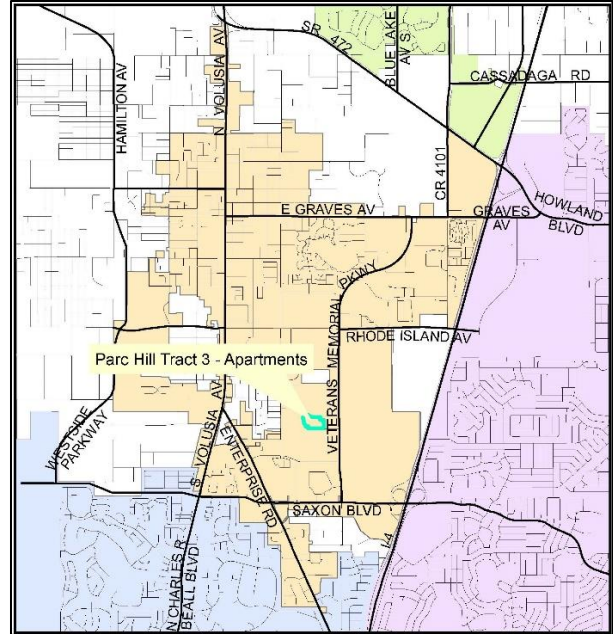 SR 472
BLUE LAKE
AV S
CASSADAGA RD
HAMILTON AV
N VOLUSIA AV
CR 4101
HOWLAND
BLVD
E GRAVES AV
GRAVES
AV
VETERANS MEMORIAL PKWY
RHODE ISLAND AV
Parc Hill Tract 3 - Apartments
WESTSIDE
PARKWAY
S VOLUSIA AV
ENTERPRISE RD
SAXON BLVD
I 4
N CHARLES R
BEALL BLVD